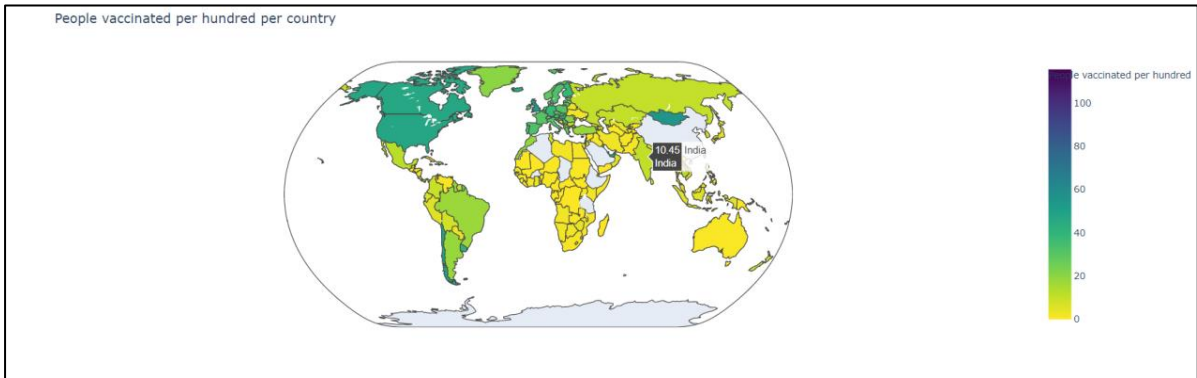 People vaccinated per hundred per country
People vaccinated per hundred
100
80
60
40
20
0
10.45 India
India